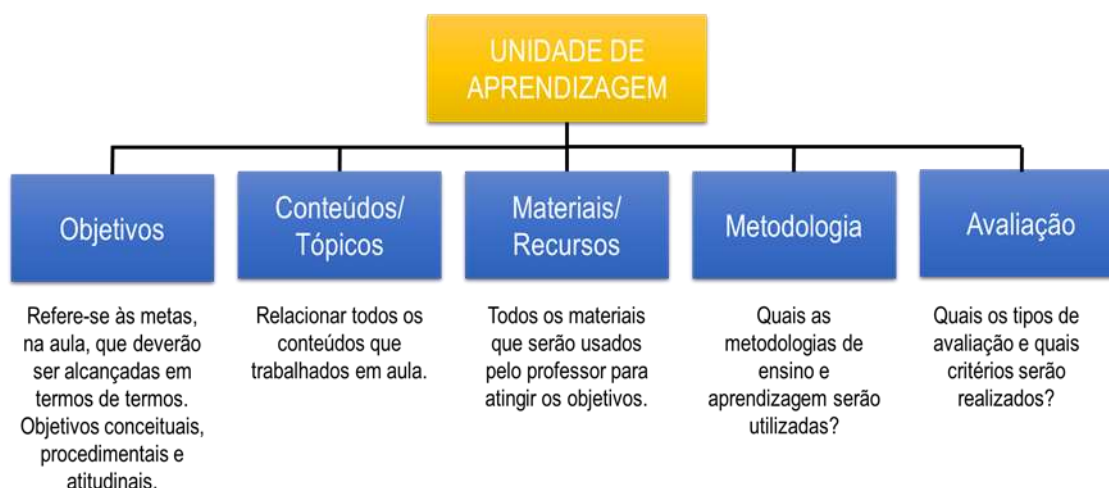 UNIDADE DE
APRENDIZAGEM
Objetivos
Conteúdos/
Tópicos
Materiais/
Recursos
Metodologia
Avaliação
Refere-se às metas,
na aula, que deverão
ser alcançadas em
termos de termos.
Objetivos conceituais,
procedimentais e
atitudinais.
Relacionar todos os
conteúdos que
trabalhados em aula.
Todos os materiais
que serão usados
pelo professor para
atingir os objetivos.
Quais as
metodologias de
ensino e
aprendizagem serão
utilizadas?
Quais os tipos de
avaliação e quais
critérios serão
realizados?